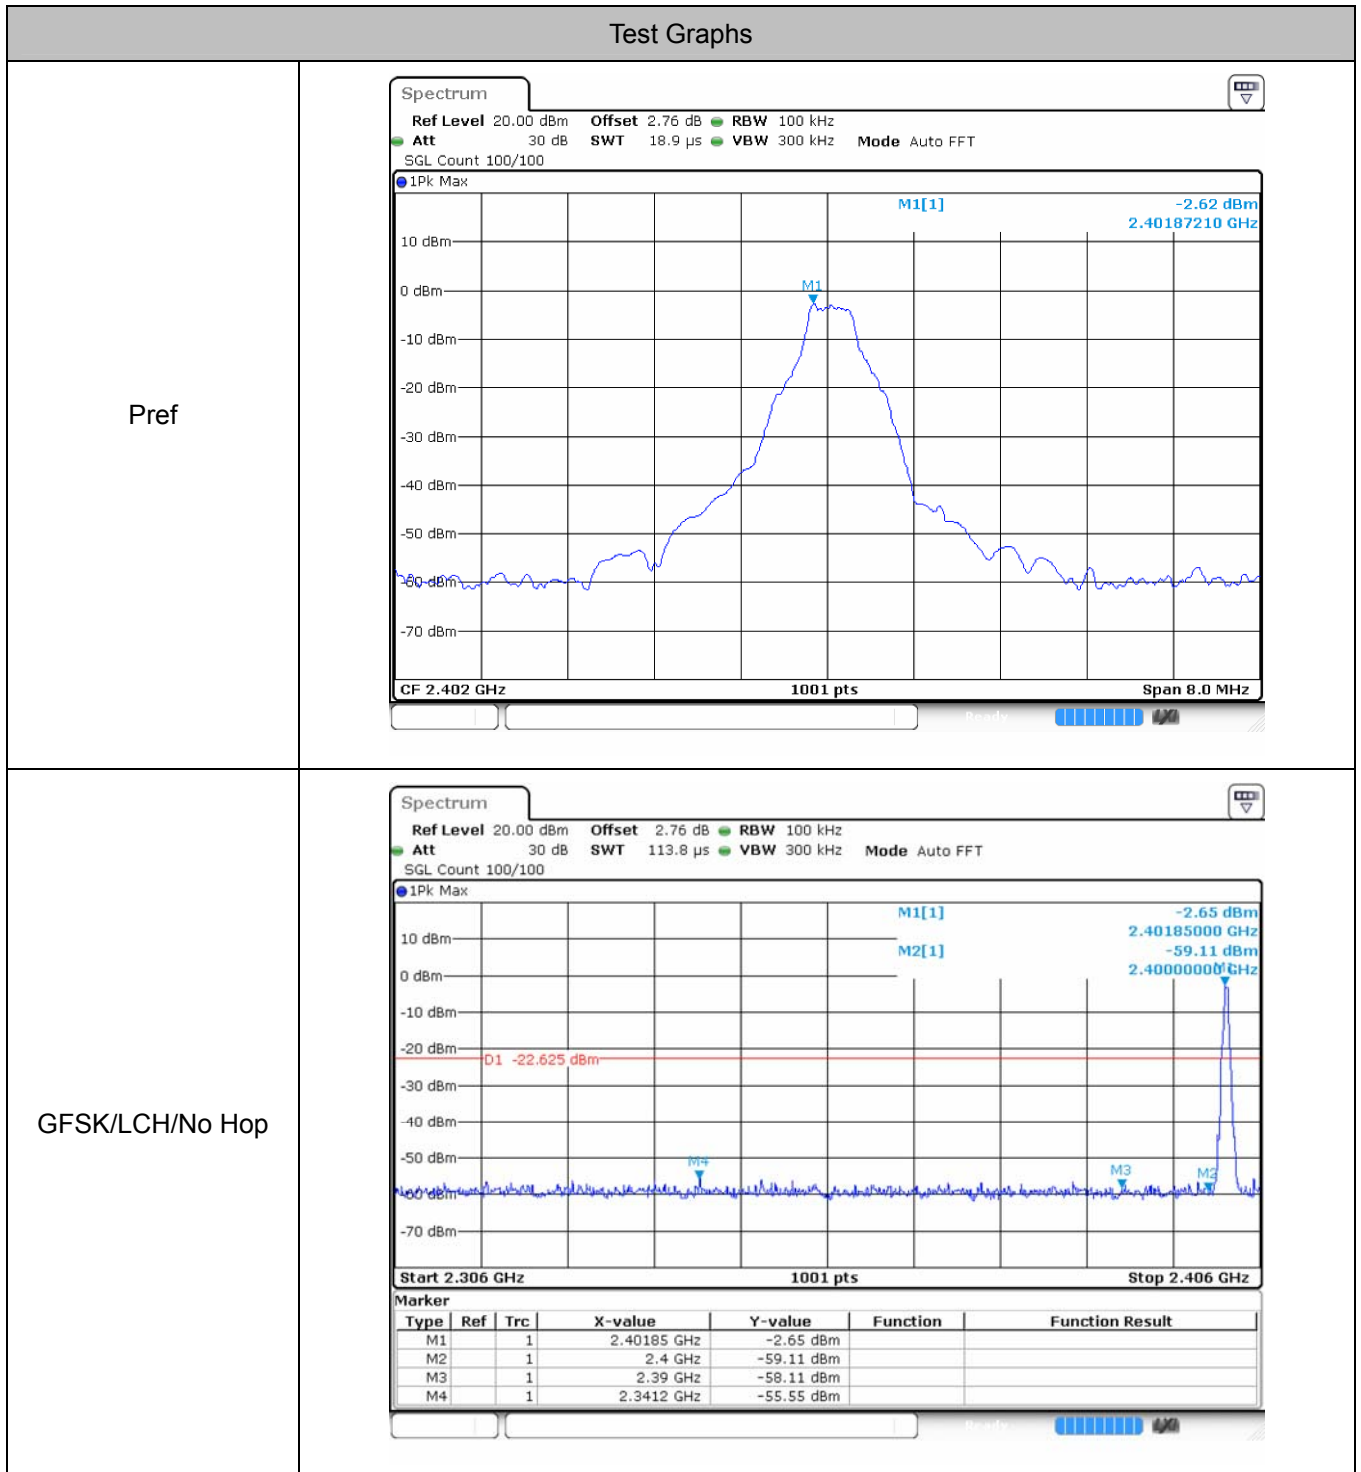 Test Graphs
Pref
Spectrum
Ref Level 20.00 dBm Offset 2.76 dB RBW 100 kHz
Att 30 dB SWT 18.9 µs VBW 300 kHz Mode Auto FFT
SGL Count 100/100
1Pk Max
M1[1] -2.62 dBm
2.40187210 GHz
10 dBm
M1
0 dBm
-10 dBm
-20 dBm
-30 dBm
-40 dBm
-50 dBm
-60 dBm
-70 dBm
CF 2.402 GHz 1001 pts Span 8.0 MHz
Ready
GFSK/LCH/No Hop
Spectrum
Ref Level 20.00 dBm Offset 2.76 dB RBW 100 kHz
Att 30 dB SWT 113.8 µs VBW 300 kHz Mode Auto FFT
SGL Count 100/100
1Pk Max
M1[1] -2.65 dBm
2.40185000 GHz
10 dBm
M2[1] -59.11 dBm
2.40000000 GHz
M1
0 dBm
-10 dBm
-20 dBm
D1 -22.625 dBm
-30 dBm
-40 dBm
-50 dBm
M4 M3 M2
-60 dBm
-70 dBm
Start 2.306 GHz 1001 pts Stop 2.406 GHz
Marker
Type Ref Trc X-value Y-value Function Function Result
M1 1 2.40185 GHz -2.65 dBm
M2 1 2.4 GHz -59.11 dBm
M3 1 2.39 GHz -58.11 dBm
M4 1 2.3412 GHz -55.55 dBm
Ready